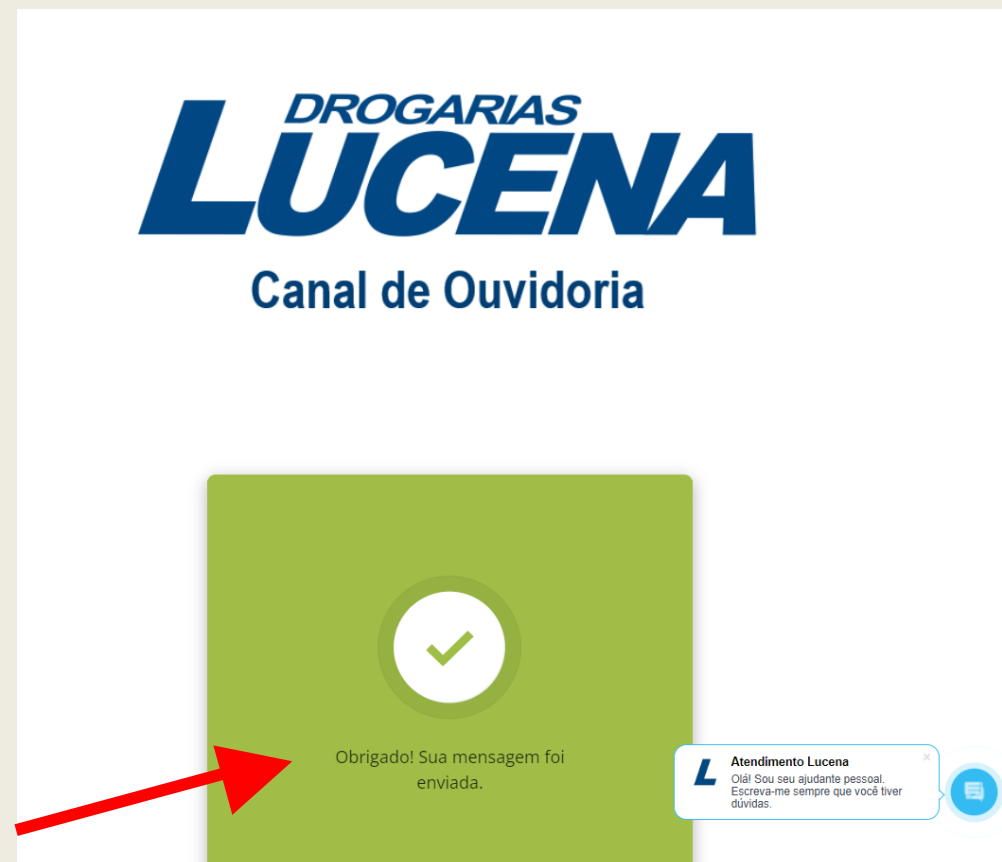 DROGARIAS
LUCENA
Canal de Ouvidoria
Obrigado! Sua mensagem foi
enviada.
L
Atendimento Lucena
×
Olá! Sou seu ajudante pessoal.
Escreva-me sempre que você tiver
dúvidas.